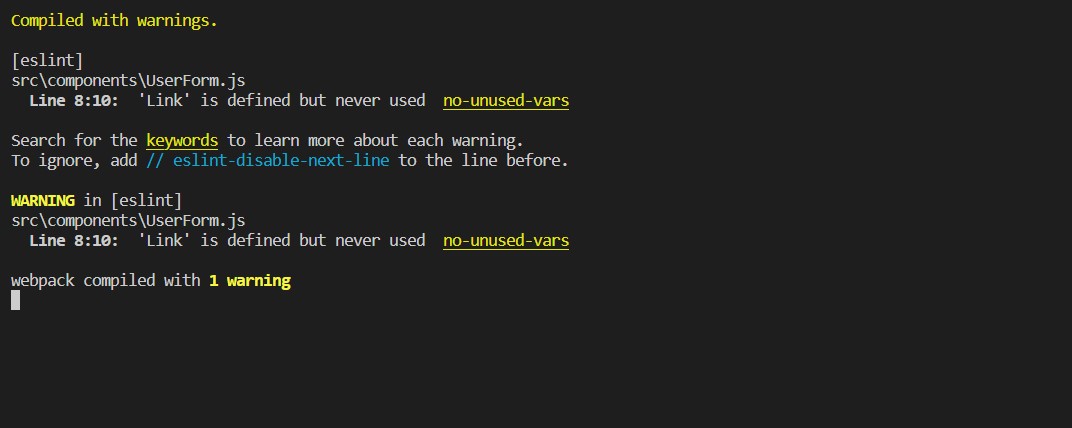 Compiled with warnings.
[eslint]
src\components\UserForm.js
Line 8:10:  'Link' is defined but never used  no-unused-vars
Search for the keywords to learn more about each warning.
To ignore, add // eslint-disable-next-line to the line before.
WARNING in [eslint]
src\components\UserForm.js
Line 8:10:  'Link' is defined but never used  no-unused-vars
webpack compiled with 1 warning